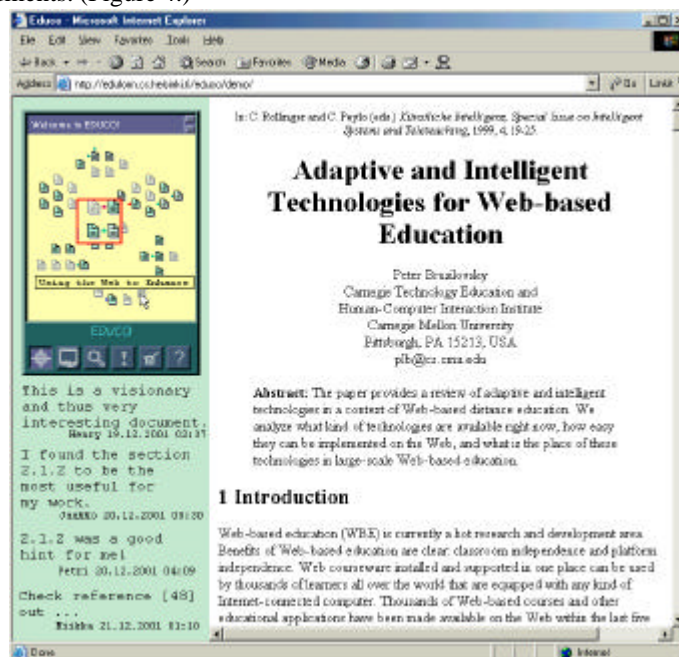 ements. (Figure 4.)
Educo - Microsoft Internet Explorer
File Edit View Favorites Tools Help
Back Search Favorites Media
Address http://edutom.cs.helsinki.fi/educo/demo/ Go Links
Welcome to EDUCO!
Using the Web to Enhance
EDUCO
This is a visionary
and thus very
interesting document.
Henry 19.12.2001 02:37
I found the section
2.1.2 to be the
most useful for
my work.
Jaakko 20.12.2001 09:30
2.1.2 was a good
hint for me!
Petri 20.12.2001 04:09
Check reference [48]
out ...
Miikka 21.12.2001 01:10
In: C. Rollinger and C. Peylo (eds.) Künstliche Intelligenz, Special Issue on Intelligent
Systems and Teleteaching, 1999, 4, 19-25.
Adaptive and Intelligent
Technologies for Web-based
Education
Peter Brusilovsky
Carnegie Technology Education and
Human-Computer Interaction Institute
Carnegie Mellon University
Pittsburgh, PA 15213, USA
plb@cs.cmu.edu
Abstract: The paper provides a review of adaptive and intelligent
technologies in a context of Web-based distance education. We
analyze what kind of technologies are available right now, how easy
they can be implemented on the Web, and what is the place of these
technologies in large-scale Web-based education.
1 Introduction
Web-based education (WBE) is currently a hot research and development area.
Benefits of Web-based education are clear: classroom independence and platform
independence. Web courseware installed and supported in one place can be used
by thousands of learners all over the world that are equipped with any kind of
Internet-connected computer. Thousands of Web-based courses and other
educational applications have been made available on the Web within the last five
Done Internet